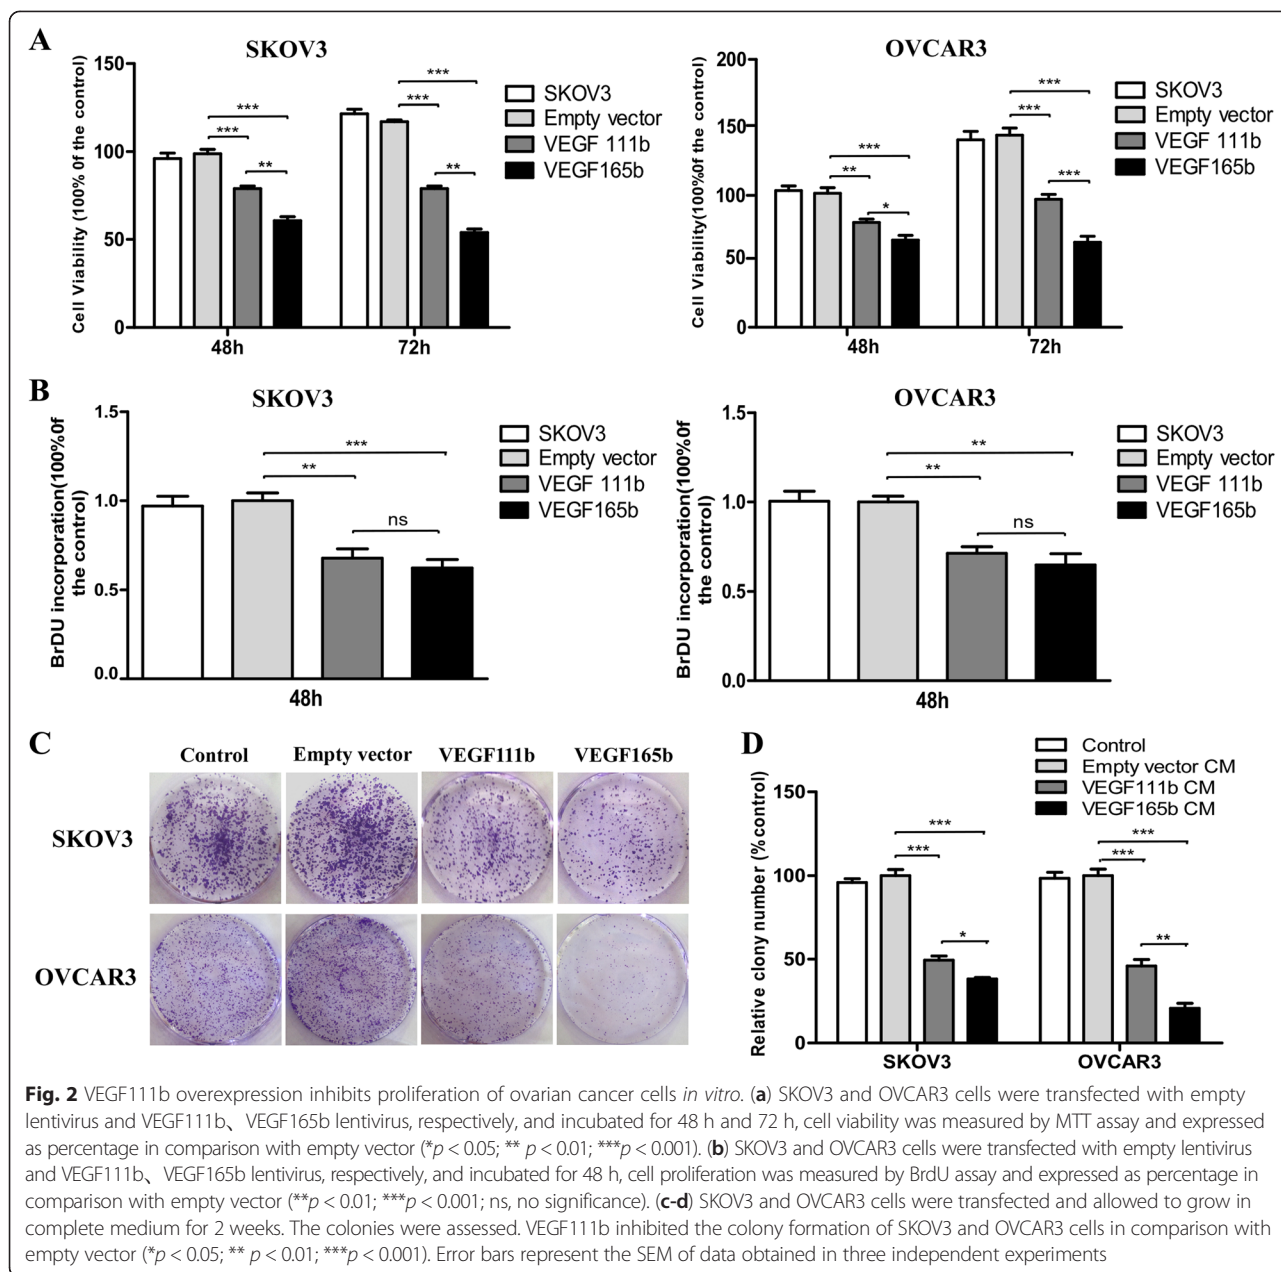 A
SKOV3
Cell Viability (100% 0f the control)
150
100
50
0
48h
72h
***
***
**
***
***
**
SKOV3
Empty vector
VEGF 111b
VEGF165b
OVCAR3
Cell Viability(100%0f the control)
200
150
100
50
0
48h
72h
***
**
*
***
***
***
SKOV3
Empty vector
VEGF 111b
VEGF165b
B
SKOV3
BrDU incorporation(100%0f
the control)
1.5
1.0
0.5
0.0
48h
***
**
ns
SKOV3
Empty vector
VEGF 111b
VEGF165b
OVCAR3
BrDU incorporation(100%0f
the control)
1.5
1.0
0.5
0.0
48h
**
**
ns
SKOV3
Empty vector
VEGF 111b
VEGF165b
C
Control Empty vector VEGF111b VEGF165b
SKOV3
OVCAR3
D
Control
Empty vector CM
VEGF111b CM
VEGF165b CM
Relative clony number (%control)
150
100
50
0
***
***
*
***
***
**
SKOV3
OVCAR3
Fig. 2 VEGF111b overexpression inhibits proliferation of ovarian cancer cells in vitro. (a) SKOV3 and OVCAR3 cells were transfected with empty
lentivirus and VEGF111b、VEGF165b lentivirus, respectively, and incubated for 48 h and 72 h, cell viability was measured by MTT assay and expressed
as percentage in comparison with empty vector (*p < 0.05; ** p < 0.01; ***p < 0.001). (b) SKOV3 and OVCAR3 cells were transfected with empty lentivirus
and VEGF111b、VEGF165b lentivirus, respectively, and incubated for 48 h, cell proliferation was measured by BrdU assay and expressed as percentage in
comparison with empty vector (**p < 0.01; ***p < 0.001; ns, no significance). (c-d) SKOV3 and OVCAR3 cells were transfected and allowed to grow in
complete medium for 2 weeks. The colonies were assessed. VEGF111b inhibited the colony formation of SKOV3 and OVCAR3 cells in comparison with
empty vector (*p < 0.05; ** p < 0.01; ***p < 0.001). Error bars represent the SEM of data obtained in three independent experiments